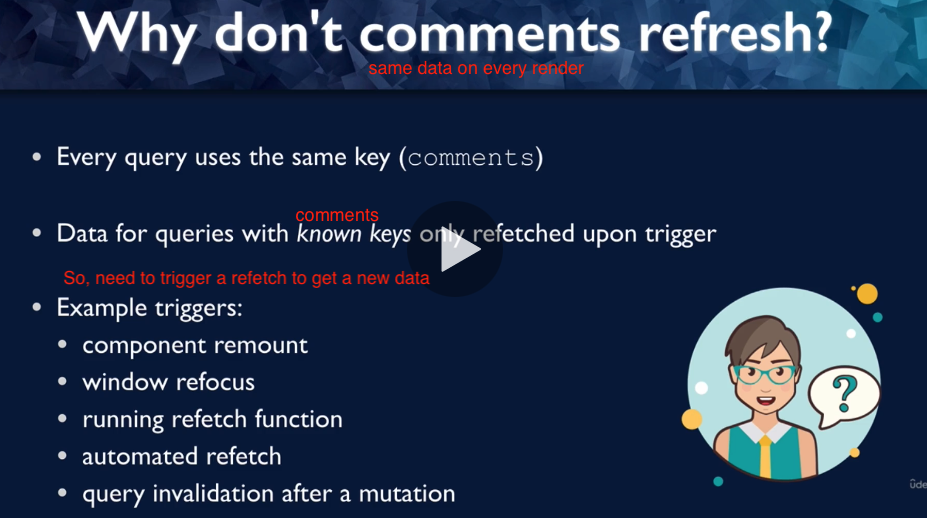 Why don't comments refresh?
same data on every render
• Every query uses the same key (comments)
comments
• Data for queries with known keys only refetched upon trigger
So, need to trigger a refetch to get a new data
• Example triggers:
• component remount
• window refocus
• running refetch function
• automated refetch
• query invalidation after a mutation
?